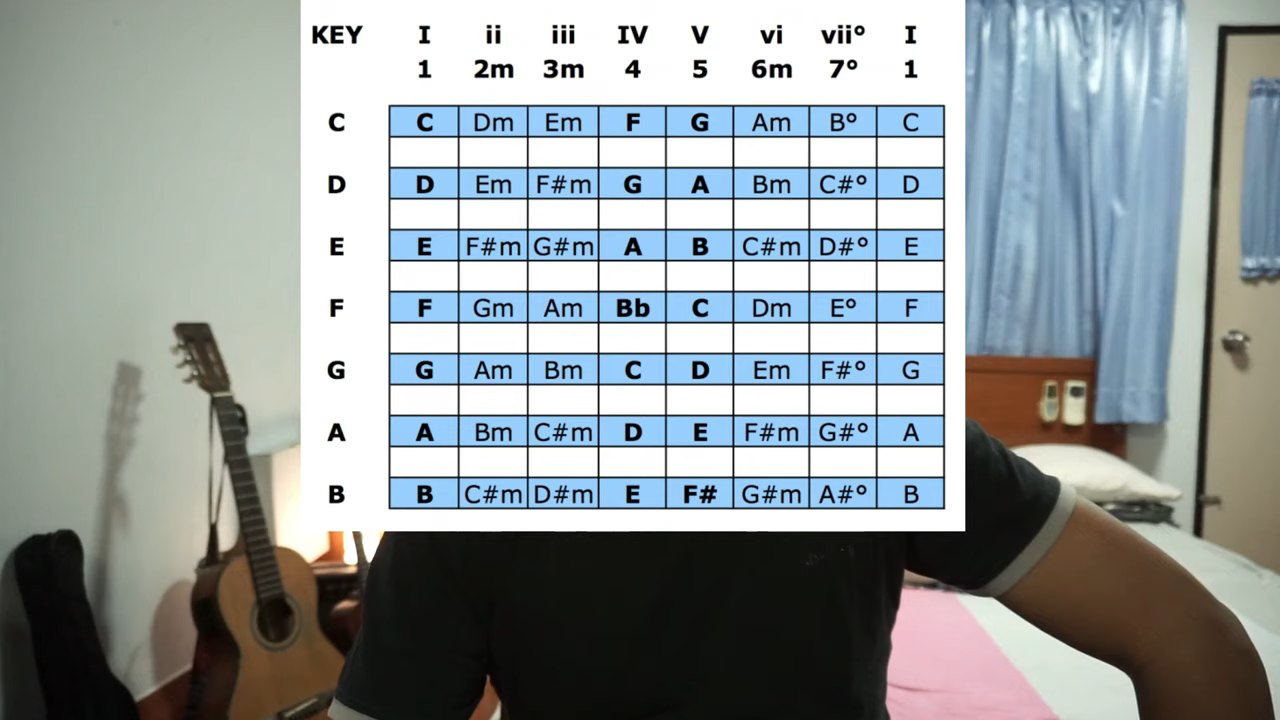 KEY I ii iii IV V vi vii° I
1 2m 3m 4 5 6m 7° 1
C C Dm Em F G Am B° C
D D Em F#m G A Bm C#° D
E E F#m G#m A B C#m D#° E
F F Gm Am Bb C Dm E° F
G G Am Bm C D Em F#° G
A A Bm C#m D E F#m G#° A
B B C#m D#m E F# G#m A#° B